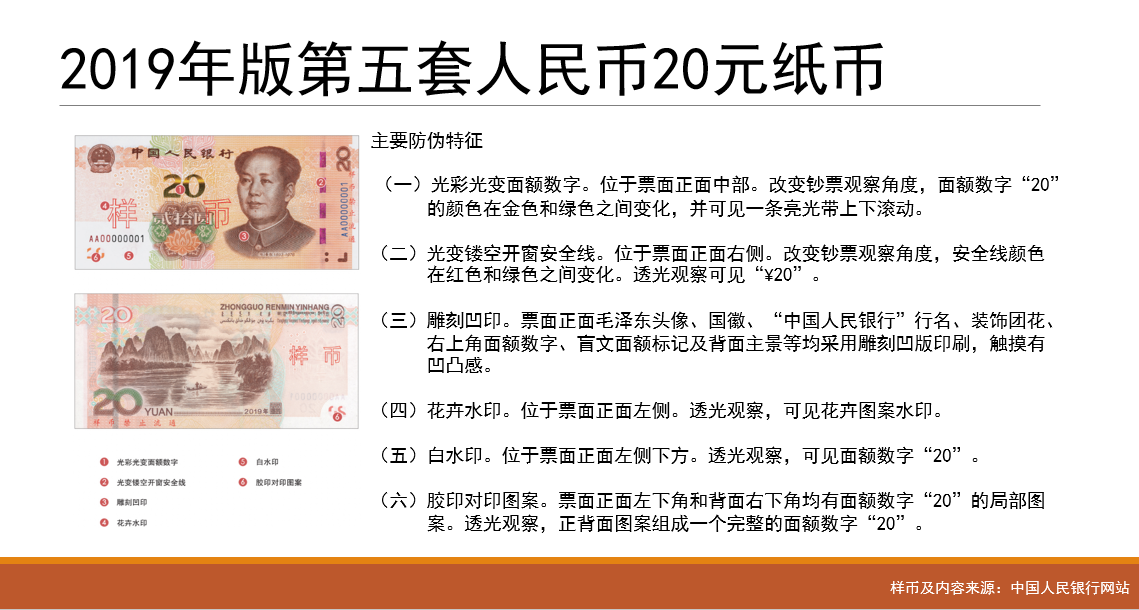 2019年版第五套人民币20元纸币
中国人民银行
20
20
样 币
贰拾圆
AA00000001
AA00000001
样币禁止流通
ZHONGGUO RENMIN YINHANG
20
20
样 币
20 YUAN
2019年
样币禁止流通
1 光彩光变面额数字
2 光变镂空开窗安全线
3 雕刻凹印
4 花卉水印
5 白水印
6 胶印对印图案
主要防伪特征
（一）光彩光变面额数字。位于票面正面中部。改变钞票观察角度，面额数字“20”
的颜色在金色和绿色之间变化，并可见一条亮光带上下滚动。
（二）光变镂空开窗安全线。位于票面正面右侧。改变钞票观察角度，安全线颜色
在红色和绿色之间变化。透光观察可见“¥20”。
（三）雕刻凹印。票面正面毛泽东头像、国徽、“中国人民银行”行名、装饰团花、
右上角面额数字、盲文面额标记及背面主景等均采用雕刻凹版印刷，触摸有
凹凸感。
（四）花卉水印。位于票面正面左侧。透光观察，可见花卉图案水印。
（五）白水印。位于票面正面左侧下方。透光观察，可见面额数字“20”。
（六）胶印对印图案。票面正面左下角和背面右下角均有面额数字“20”的局部图
案。透光观察，正背面图案组成一个完整的面额数字“20”。
样币及内容来源：中国人民银行网站